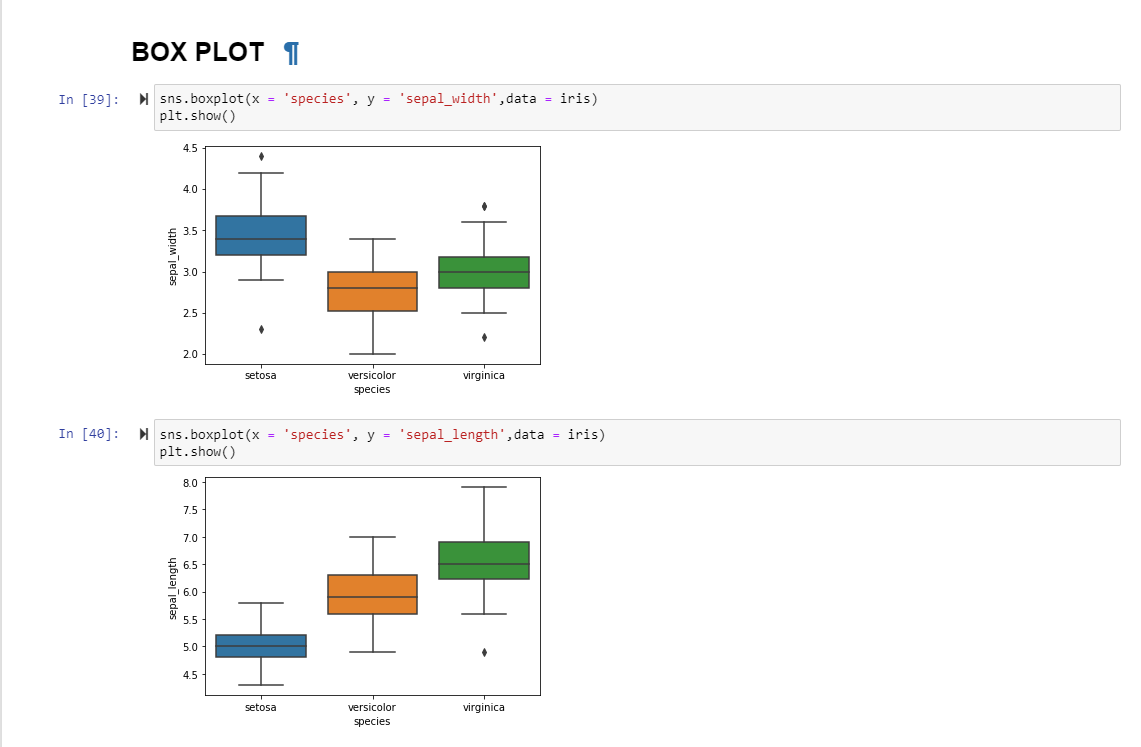 BOX PLOT ¶
In [39]: sns.boxplot(x = 'species', y = 'sepal_width',data = iris)
plt.show()
4.5
4.0
3.5
3.0
2.5
2.0
sepal_width
setosa versicolor virginica
species
In [40]: sns.boxplot(x = 'species', y = 'sepal_length',data = iris)
plt.show()
8.0
7.5
7.0
6.5
6.0
5.5
5.0
4.5
sepal_length
setosa versicolor virginica
species